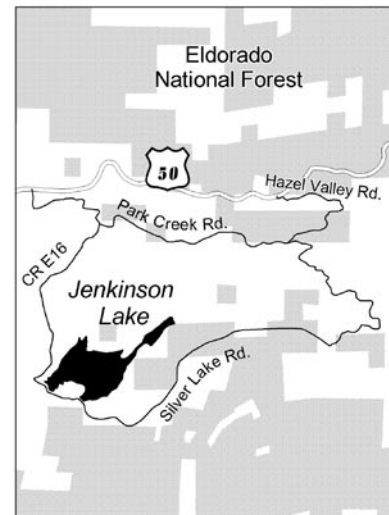 Eldorado
National Forest
50
Hazel Valley Rd.
Park Creek Rd.
CR E16
Jenkinson
Lake
Silver Lake Rd.